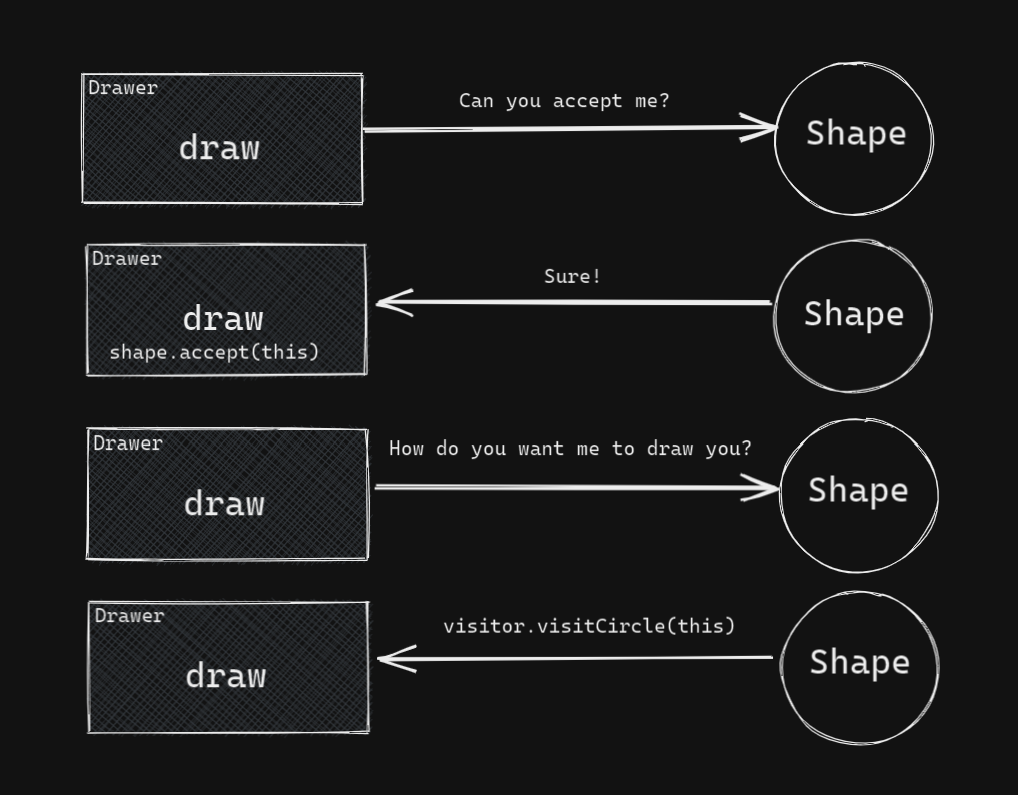 Drawer
Can you accept me?
draw
Shape
Drawer
Sure!
draw
Shape
shape.accept(this)
Drawer
How do you want me to draw you?
draw
Shape
Drawer
visitor.visitCircle(this)
draw
Shape